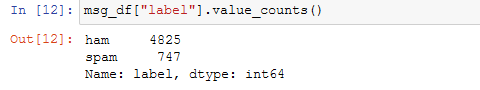 In [12]: msg_df["label"].value_counts()
Out[12]: ham     4825
spam     747
Name: label, dtype: int64